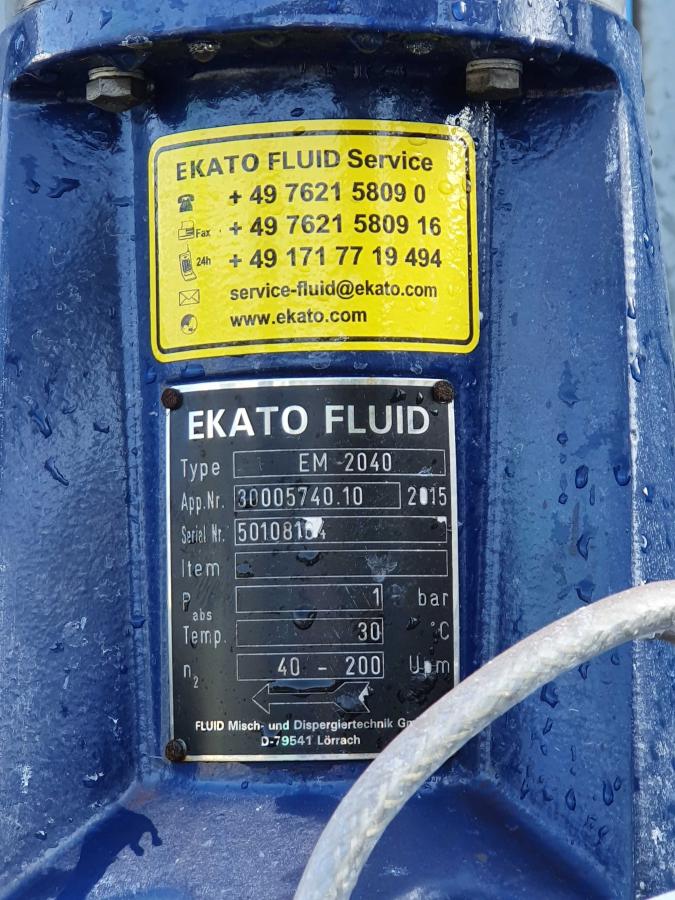 EKATO FLUID Service
+ 49 7621 5809 0
Fax + 49 7621 5809 16
24h + 49 171 77 19 494
service-fluid@ekato.com
www.ekato.com
EKATO FLUID
Type EM 2040
App.Nr. 30005740.10 2015
Serial Nr.
Item
P abs 1 bar
Temp. 30 °C
n2 40 - 200 U/m
FLUID Misch- und Dispergiertechnik
D-79541 Lörrach